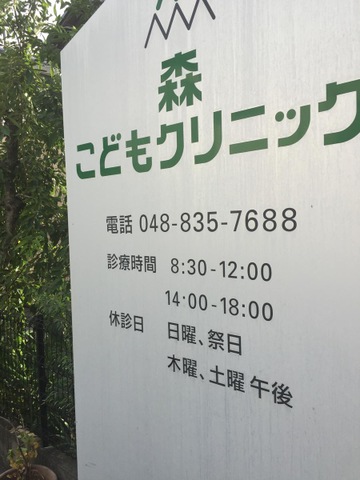 森
こどもクリニック
電話 048-835-7688
診療時間 8:30-12:00
14:00-18:00
休診日 日曜、祭日
木曜、土曜 午後